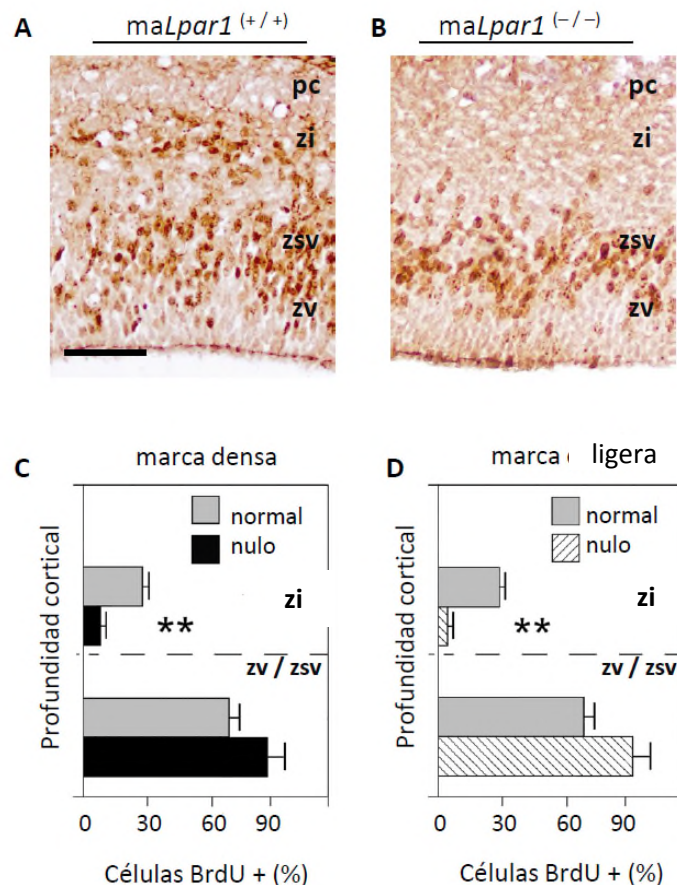 A
maLpar1 (+/+)
B
maLpar1 (−/−)
pc
zi
zsv
zv
pc
zi
zsv
zv
C
marca densa
normal
nulo
Profundidad cortical
zi
**
zv / zsv
0 30 60 90
Células BrdU + (%)
D
marca ligera
normal
nulo
Profundidad cortical
zi
**
zv / zsv
0 30 60 90
Células BrdU + (%)